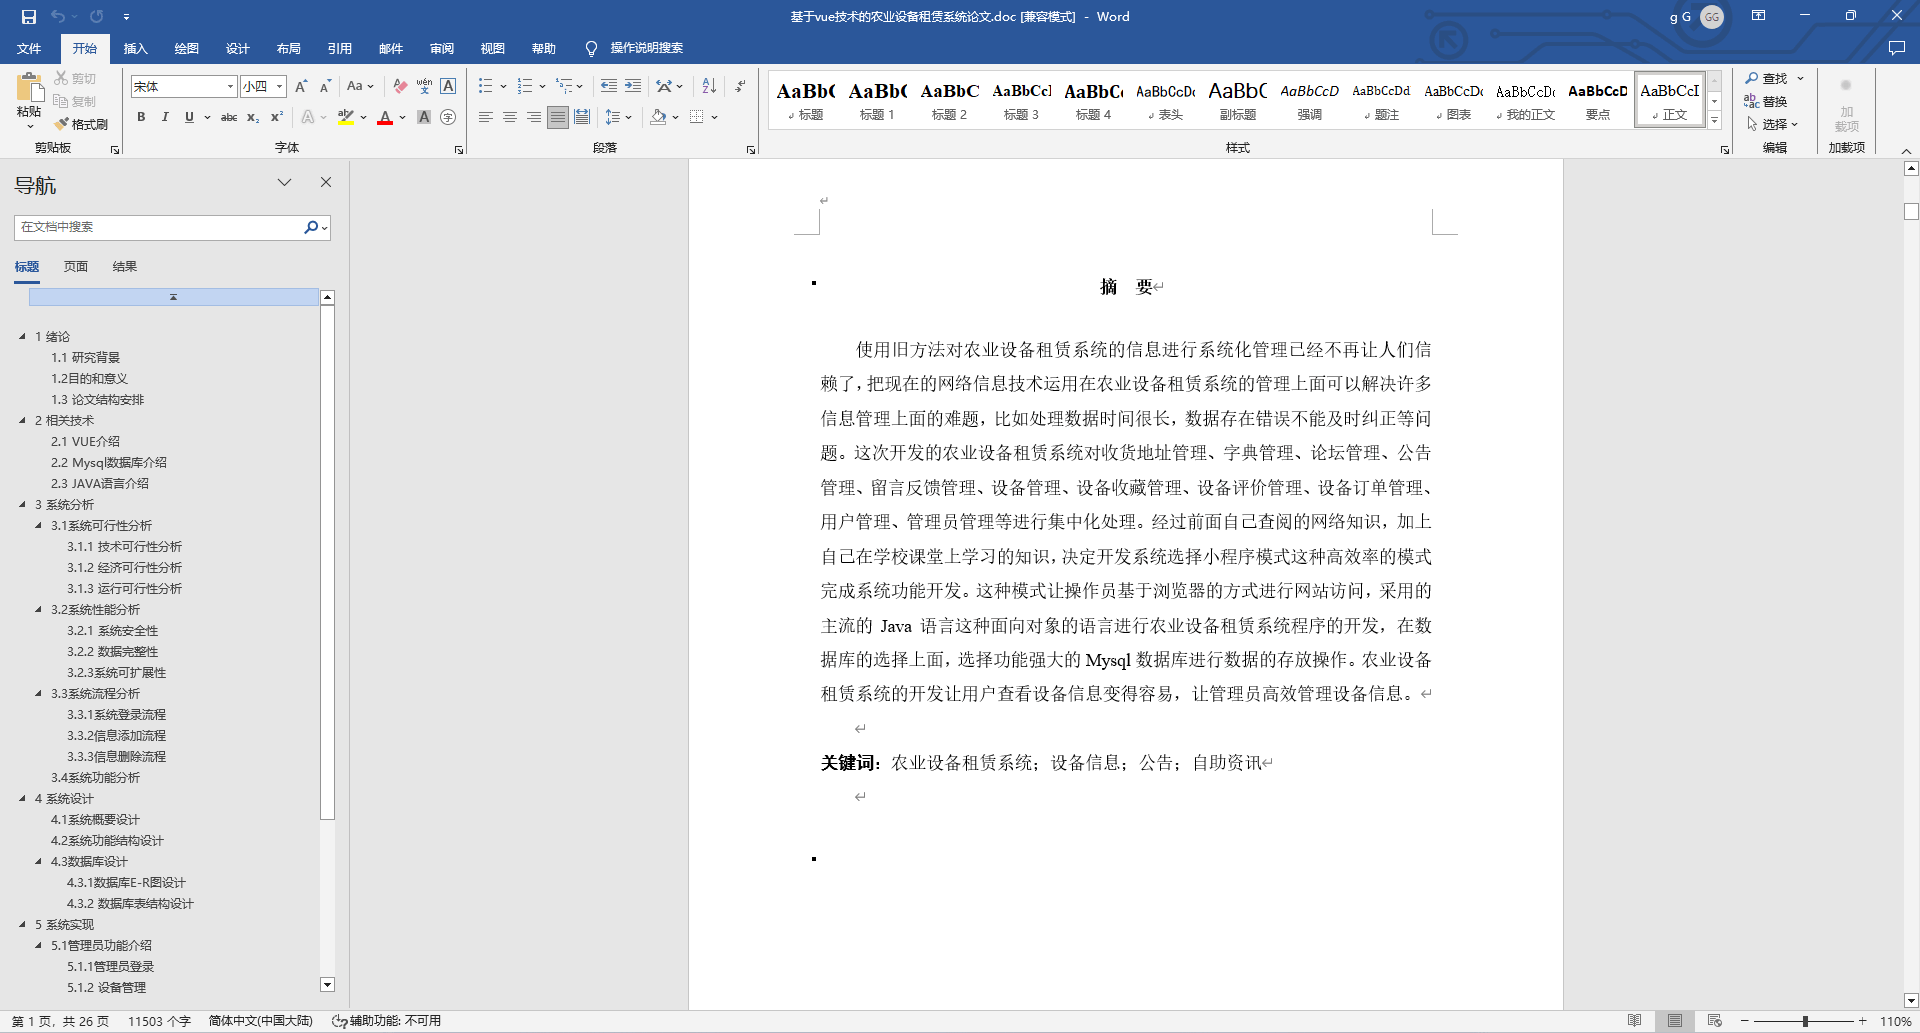 基于vue技术的农业设备租赁系统论文.doc [兼容模式] - Word
g G
GG
文件 开始 插入 绘图 设计 布局 引用 邮件 审阅 视图 帮助 操作说明搜索
粘贴
剪切
复制
格式刷
剪贴板
宋体 小四
字体
段落
标题 标题 1 标题 2 标题 3 标题 4 表头 副标题 强调 题注 图表 我的正文 要点 正文
样式
查找
替换
选择
编辑
加载项
加载项
导航
在文档中搜索
标题 页面 结果
1 绪论
1.1 研究背景
1.2目的和意义
1.3 论文结构安排
2 相关技术
2.1 VUE介绍
2.2 Mysql数据库介绍
2.3 JAVA语言介绍
3 系统分析
3.1系统可行性分析
3.1.1 技术可行性分析
3.1.2 经济可行性分析
3.1.3 运行可行性分析
3.2系统性能分析
3.2.1 系统安全性
3.2.2 数据完整性
3.2.3系统可扩展性
3.3系统流程分析
3.3.1系统登录流程
3.3.2信息添加流程
3.3.3信息删除流程
3.4系统功能分析
4 系统设计
4.1系统概要设计
4.2系统功能结构设计
4.3数据库设计
4.3.1数据库E-R图设计
4.3.2 数据库表结构设计
5 系统实现
5.1管理员功能介绍
5.1.1管理员登录
5.1.2 设备管理
摘 要
使用旧方法对农业设备租赁系统的信息进行系统化管理已经不再让人们信
赖了，把现在的网络信息技术运用在农业设备租赁系统的管理上面可以解决许多
信息管理上面的难题，比如处理数据时间很长，数据存在错误不能及时纠正等问
题。这次开发的农业设备租赁系统对收货地址管理、字典管理、论坛管理、公告
管理、留言反馈管理、设备管理、设备收藏管理、设备评价管理、设备订单管理、
用户管理、管理员管理等进行集中化处理。经过前面自己查阅的网络知识，加上
自己在学校课堂上学习的知识，决定开发系统选择小程序模式这种高效率的模式
完成系统功能开发。这种模式让操作员基于浏览器的方式进行网站访问，采用的
主流的 Java 语言这种面向对象的语言进行农业设备租赁系统程序的开发，在数
据库的选择上面，选择功能强大的 Mysql 数据库进行数据的存放操作。农业设备
租赁系统的开发让用户查看设备信息变得容易，让管理员高效管理设备信息。
关键词：农业设备租赁系统；设备信息；公告；自助资讯
第 1 页，共 26 页 11503 个字 简体中文(中国大陆) 辅助功能: 不可用
110%